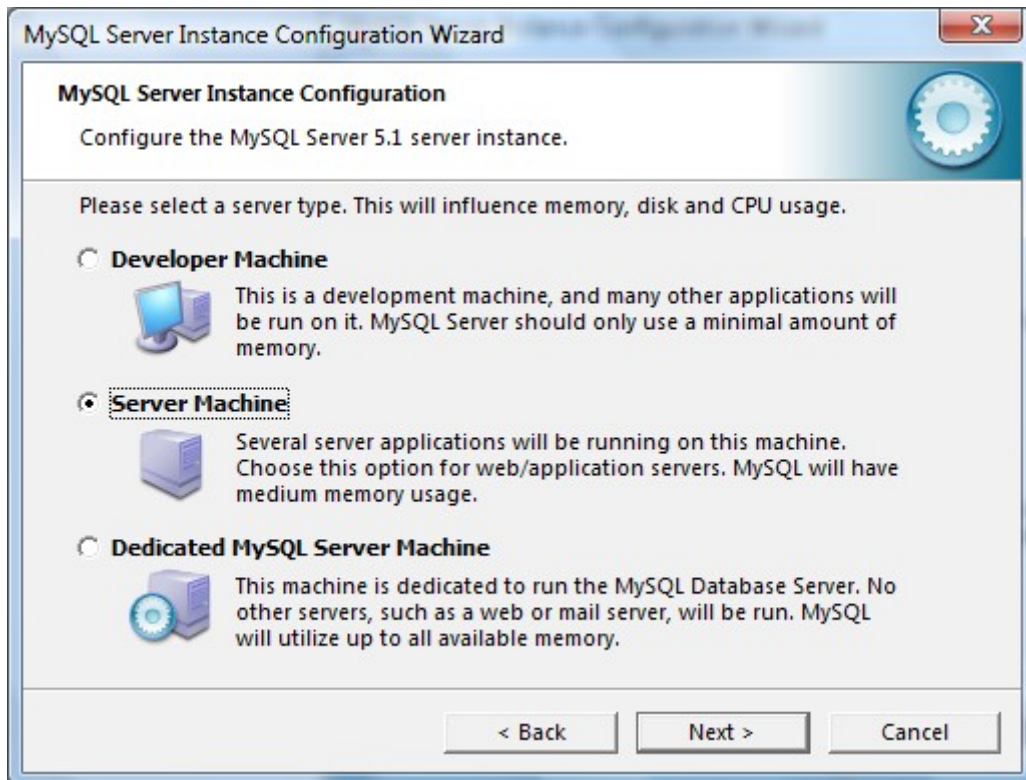 MySQL Server Instance Configuration Wizard
MySQL Server Instance Configuration
Configure the MySQL Server 5.1 server instance.
Please select a server type. This will influence memory, disk and CPU usage.
Developer Machine
This is a development machine, and many other applications will
be run on it. MySQL Server should only use a minimal amount of
memory.
Server Machine
Several server applications will be running on this machine.
Choose this option for web/application servers. MySQL will have
medium memory usage.
Dedicated MySQL Server Machine
This machine is dedicated to run the MySQL Database Server. No
other servers, such as a web or mail server, will be run. MySQL
will utilize up to all available memory.
< Back
Next >
Cancel